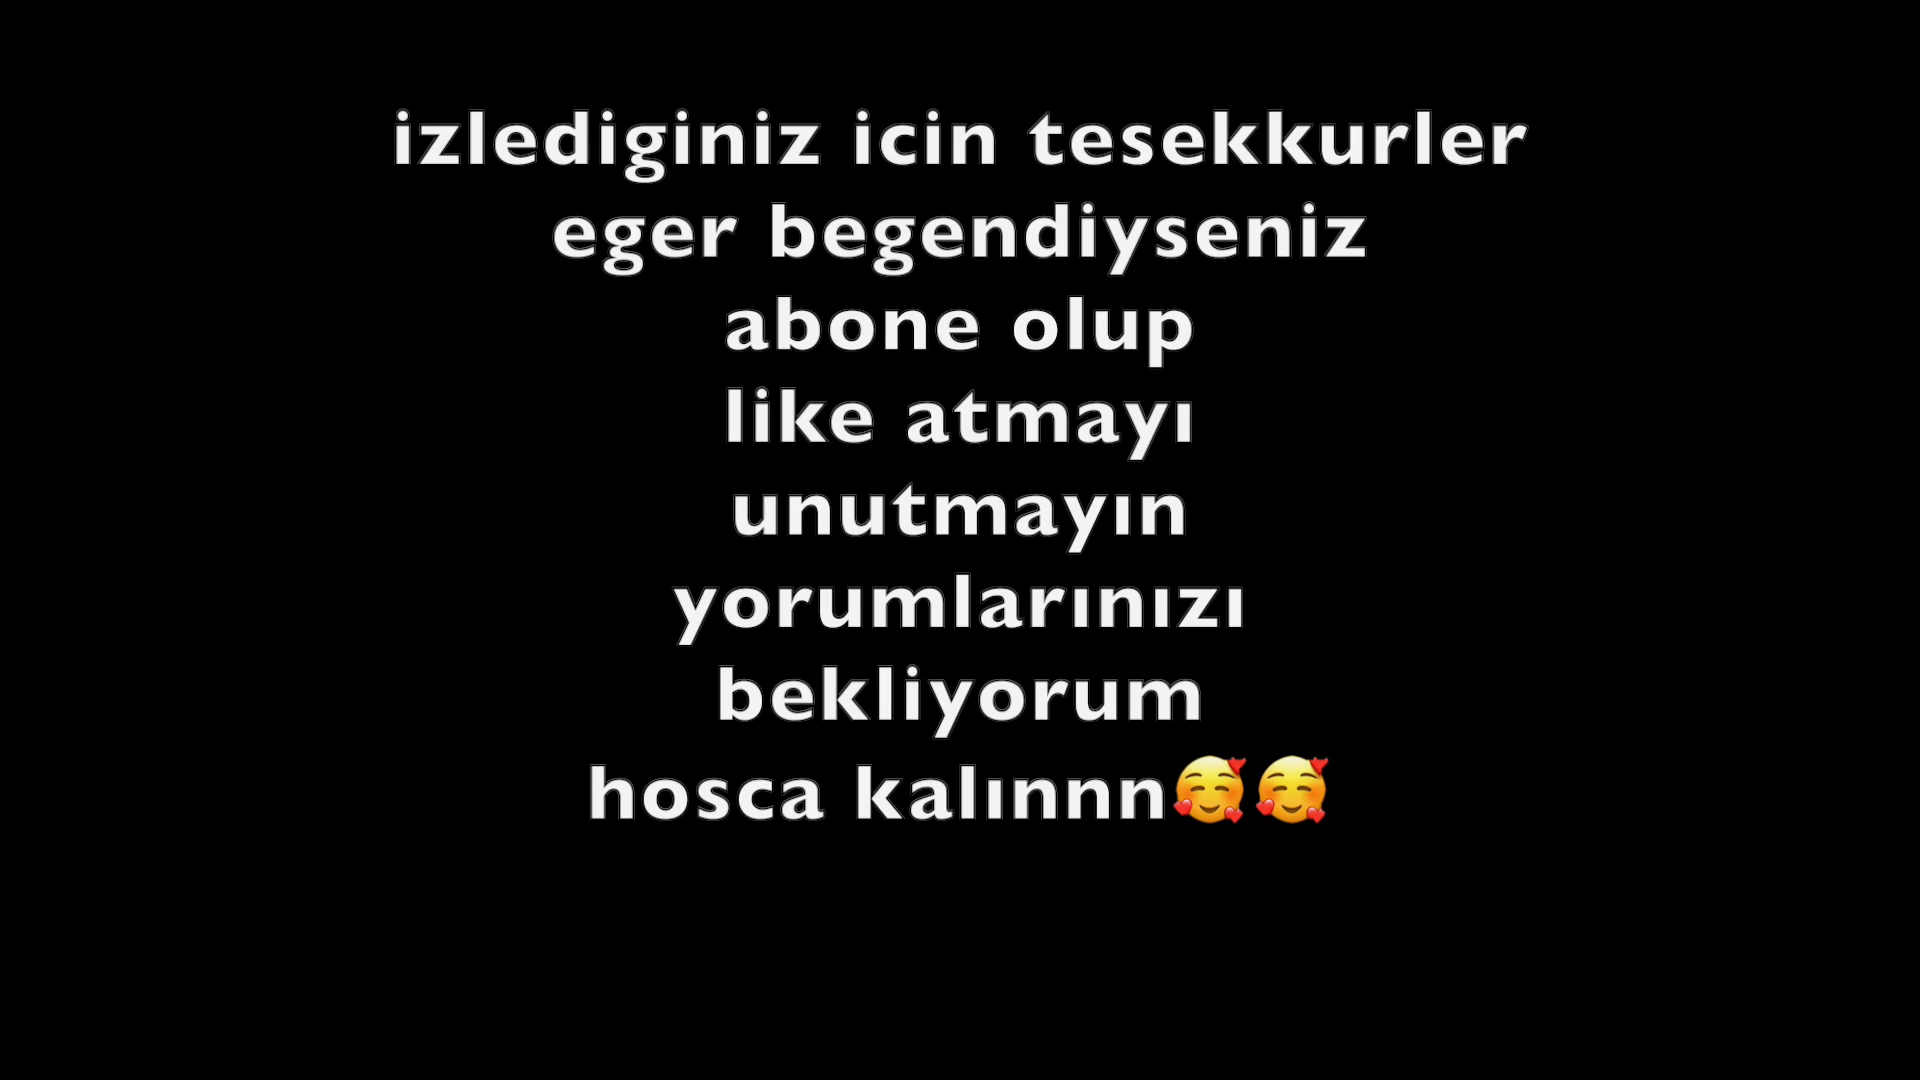 izlediginiz icin tesekkurler
eger begendiyseniz
abone olup
like atmayı
unutmayın
yorumlarınızı
bekliyorum
hosca kalınnn🥰🥰